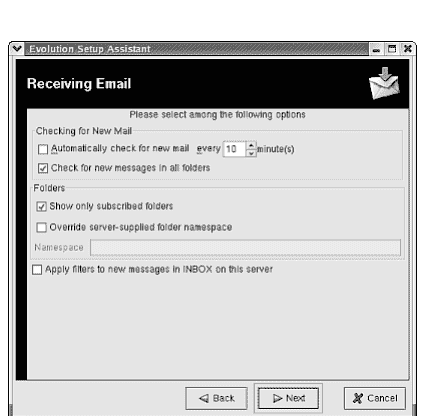 Evolution Setup Assistant
Receiving Email
Please select among the following options
Checking for New Mail
Automatically check for new mail every 10 minute(s)
Check for new messages in all folders
Folders
Show only subscribed folders
Override server-supplied folder namespace
Namespace
Apply filters to new messages in INBOX on this server
Back Next Cancel